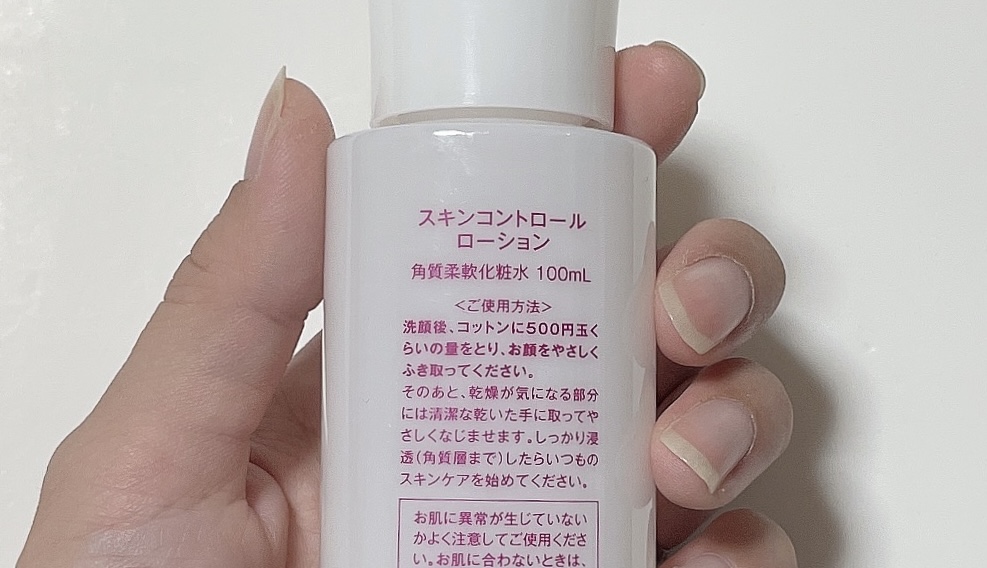 スキンコントロール
ローション
角質柔軟化粧水 100mL
<ご使用方法>
洗顔後、コットンに500円玉く
らいの量をとり、お顔をやさしく
ふき取ってください。
そのあと、乾燥が気になる部分
には清潔な乾いた手に取ってや
さしくなじませます。しっかり浸
透(角質層まで)したらいつもの
スキンケアを始めてください。
お肌に異常が生じていない
かよく注意してご使用くださ
い。お肌に合わないときは、